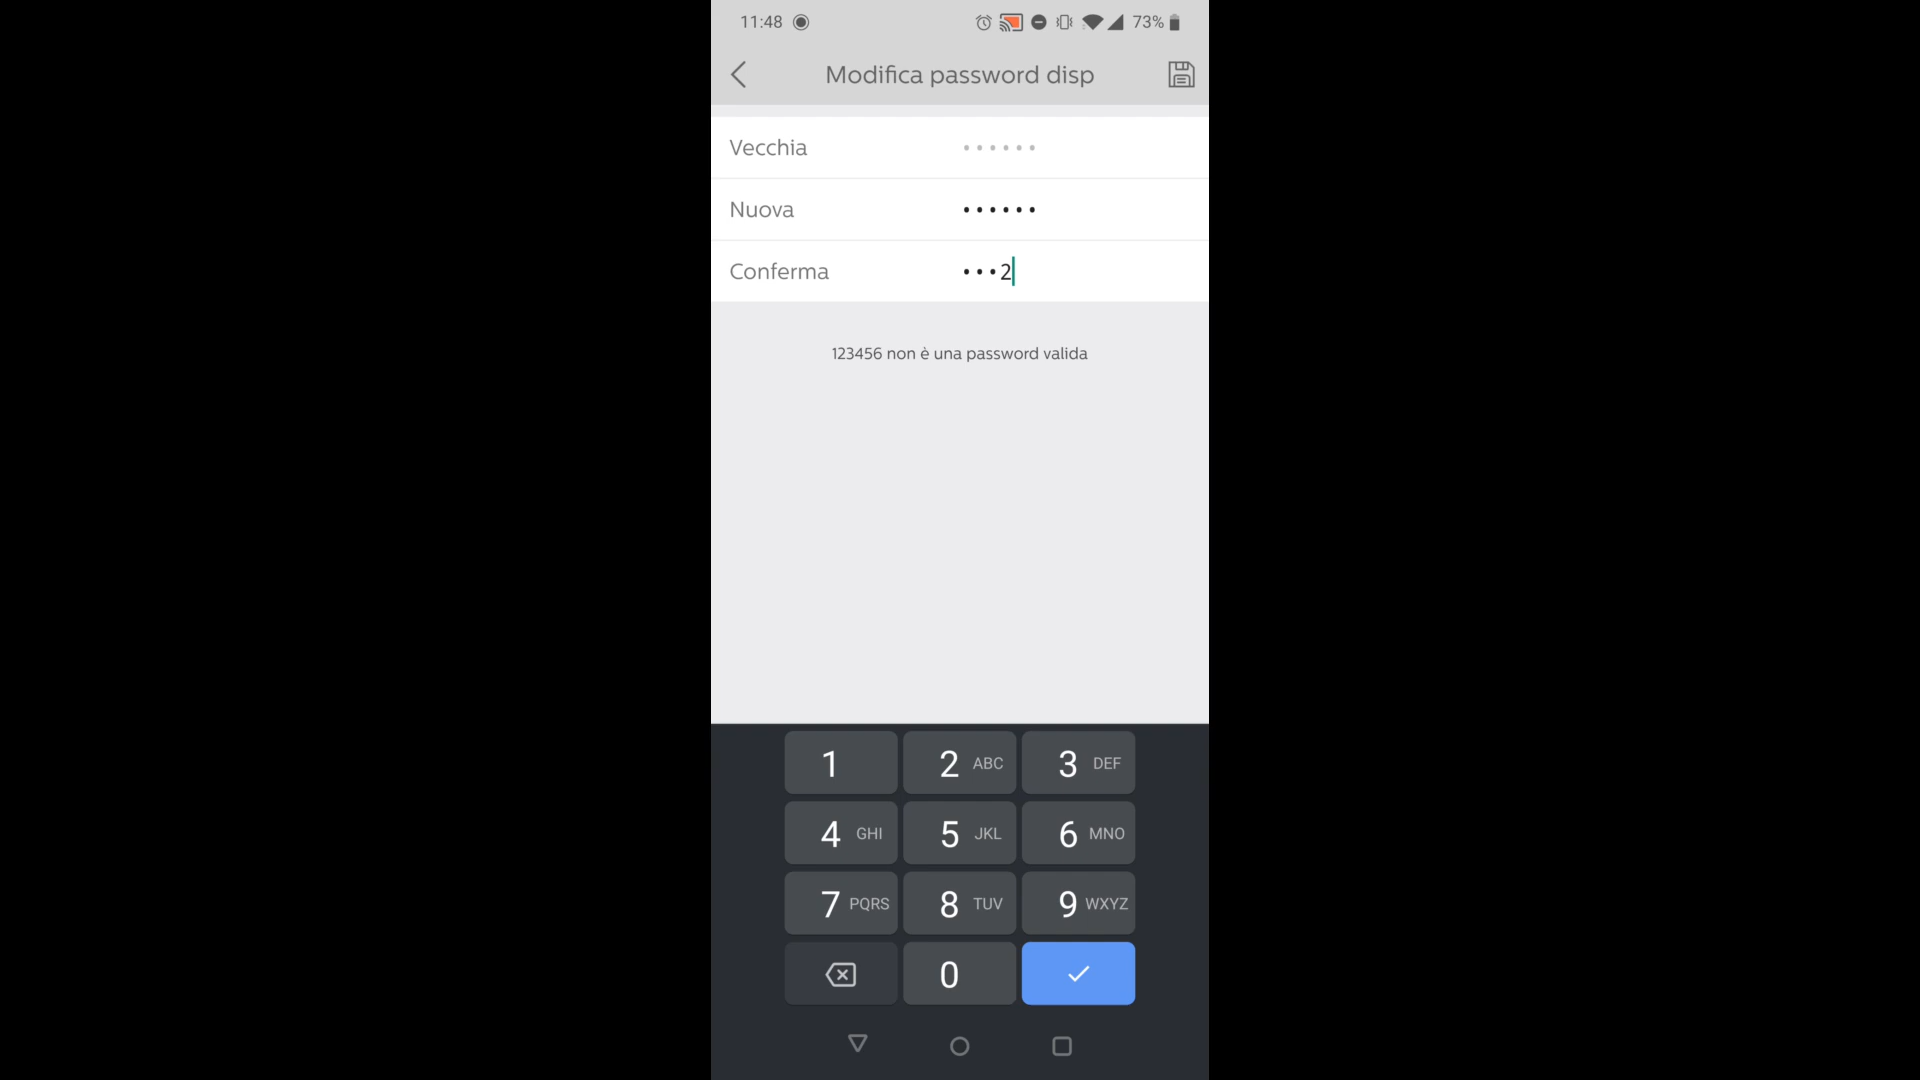 11:48 73%
Modifica password disp
Vecchia ••••••
Nuova ••••••
Conferma •••2
123456 non è una password valida
1 2 ABC 3 DEF
4 GHI 5 JKL 6 MNO
7 PQRS 8 TUV 9 WXYZ
0